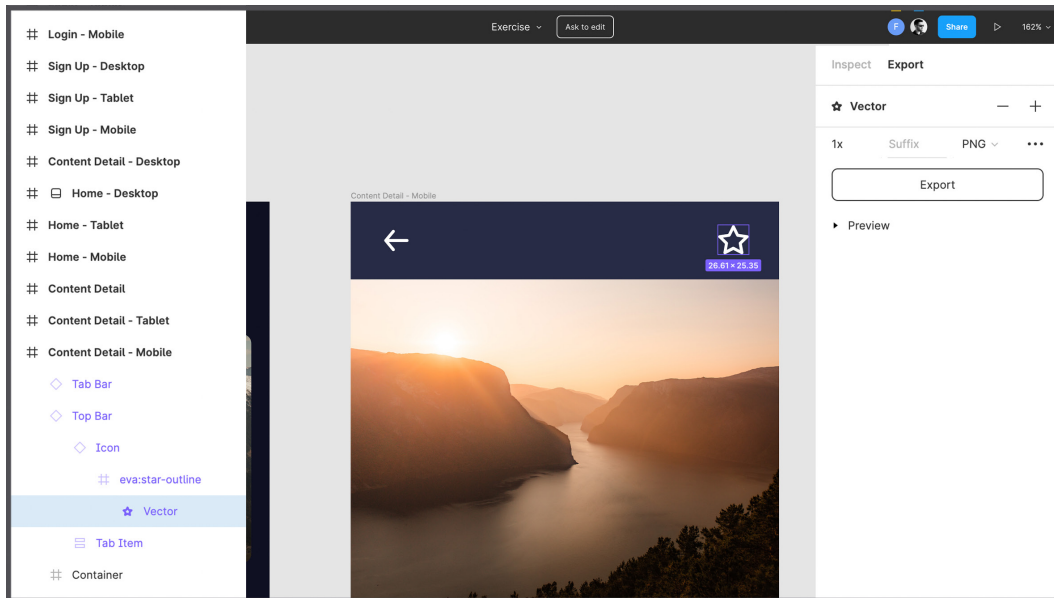 Exercise
Ask to edit
F
Share
162%
Login - Mobile
Sign Up - Desktop
Sign Up - Tablet
Sign Up - Mobile
Content Detail - Desktop
Home - Desktop
Home - Tablet
Home - Mobile
Content Detail
Content Detail - Tablet
Content Detail - Mobile
Tab Bar
Top Bar
Icon
eva:star-outline
Vector
Tab Item
Container
Content Detail - Mobile
26.61 × 25.35
Inspect Export
Vector
1x Suffix PNG
Export
Preview